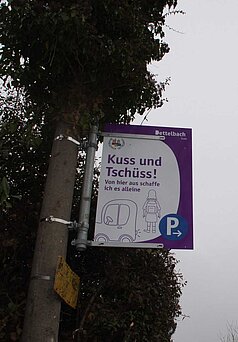 Dettelbach
Kuss und
Tschüss!
Von hier aus schaffe
ich es alleine
P